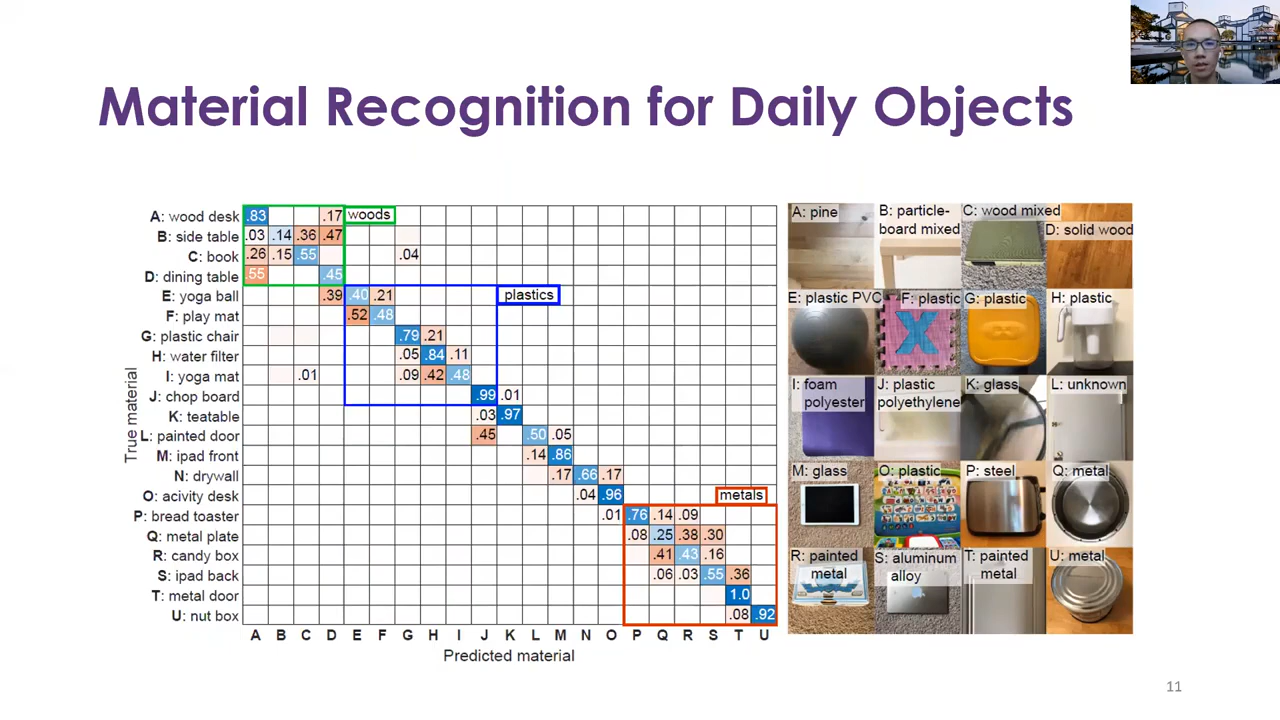 Material Recognition for Daily Objects
A: wood desk .83 .17 woods
B: side table .03 .14 .36 .47
C: book .26 .15 .55 .04
D: dining table .55 .45
E: yoga ball .39 .40 .21 plastics
F: play mat .52 .48
G: plastic chair .79 .21
H: water filter .05 .84 .11
I: yoga mat .01 .09 .42 .48
J: chop board .99 .01
K: teatable .03 .97
L: painted door .45 .50 .05
M: ipad front .14 .86
N: drywall .17 .66 .17
O: acivity desk .04 .96 metals
P: bread toaster .01 .76 .14 .09
Q: metal plate .08 .25 .38 .30
R: candy box .41 .43 .16
S: ipad back .06 .03 .55 .36
T: metal door 1.0
U: nut box .08 .92
A B C D E F G H I J K L M N O P Q R S T U
Predicted material
True material
A: pine
B: particle-
board mixed
C: wood mixed
D: solid wood
E: plastic PVC
F: plastic
G: plastic
H: plastic
I: foam
polyester
J: plastic
polyethylene
K: glass
L: unknown
M: glass
O: plastic
P: steel
Q: metal
R: painted
metal
S: aluminum
alloy
T: painted
metal
U: metal
11